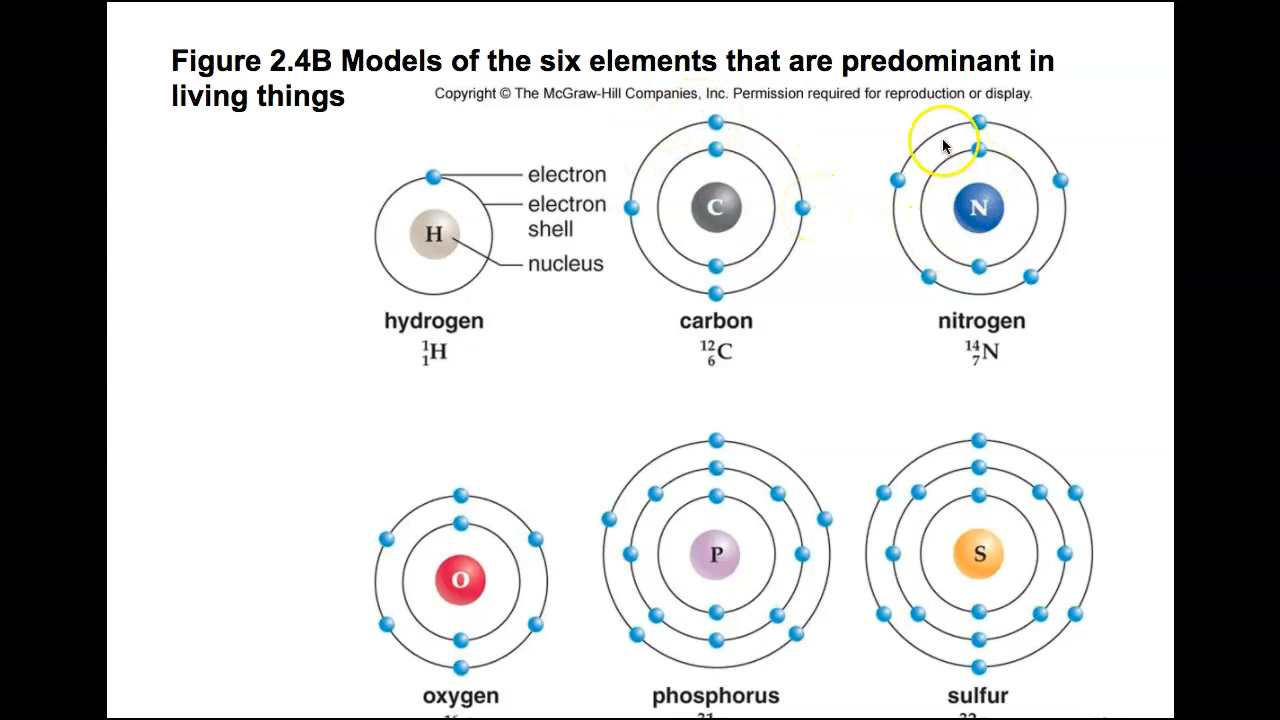 Figure 2.4B Models of the six elements that are predominant in
living things
Copyright © The McGraw-Hill Companies, Inc. Permission required for reproduction or display.
electron
electron
shell
nucleus
H
C
N
hydrogen
carbon
nitrogen
¹₁H
¹²₆C
¹⁴₇N
O
P
S
oxygen
phosphorus
sulfur